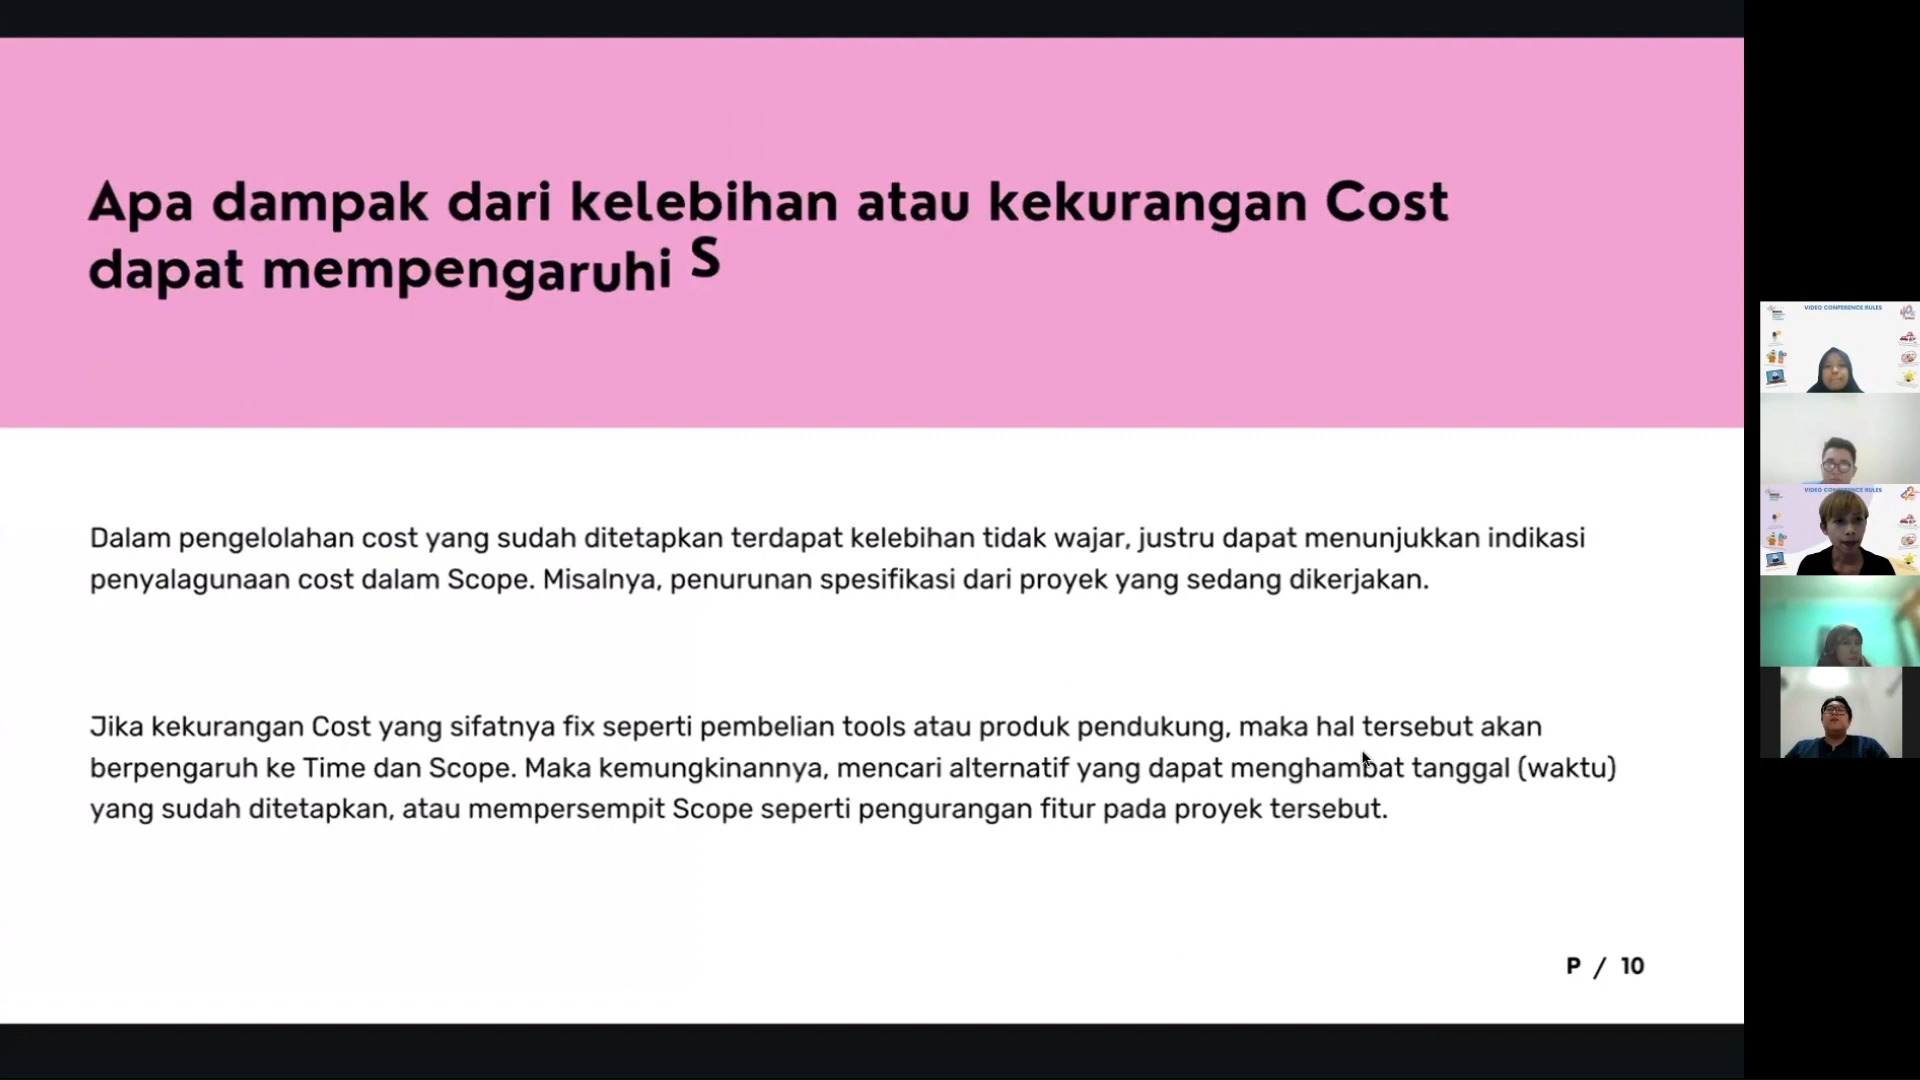 Apa dampak dari kelebihan atau kekurangan Cost
dapat mempengaruhi S
Dalam pengelolahan cost yang sudah ditetapkan terdapat kelebihan tidak wajar, justru dapat menunjukkan indikasi
penyalagunaan cost dalam Scope. Misalnya, penurunan spesifikasi dari proyek yang sedang dikerjakan.
Jika kekurangan Cost yang sifatnya fix seperti pembelian tools atau produk pendukung, maka hal tersebut akan
berpengaruh ke Time dan Scope. Maka kemungkinannya, mencari alternatif yang dapat menghambat tanggal (waktu)
yang sudah ditetapkan, atau mempersempit Scope seperti pengurangan fitur pada proyek tersebut.
P / 10
VIDEO CONFERENCE RULES